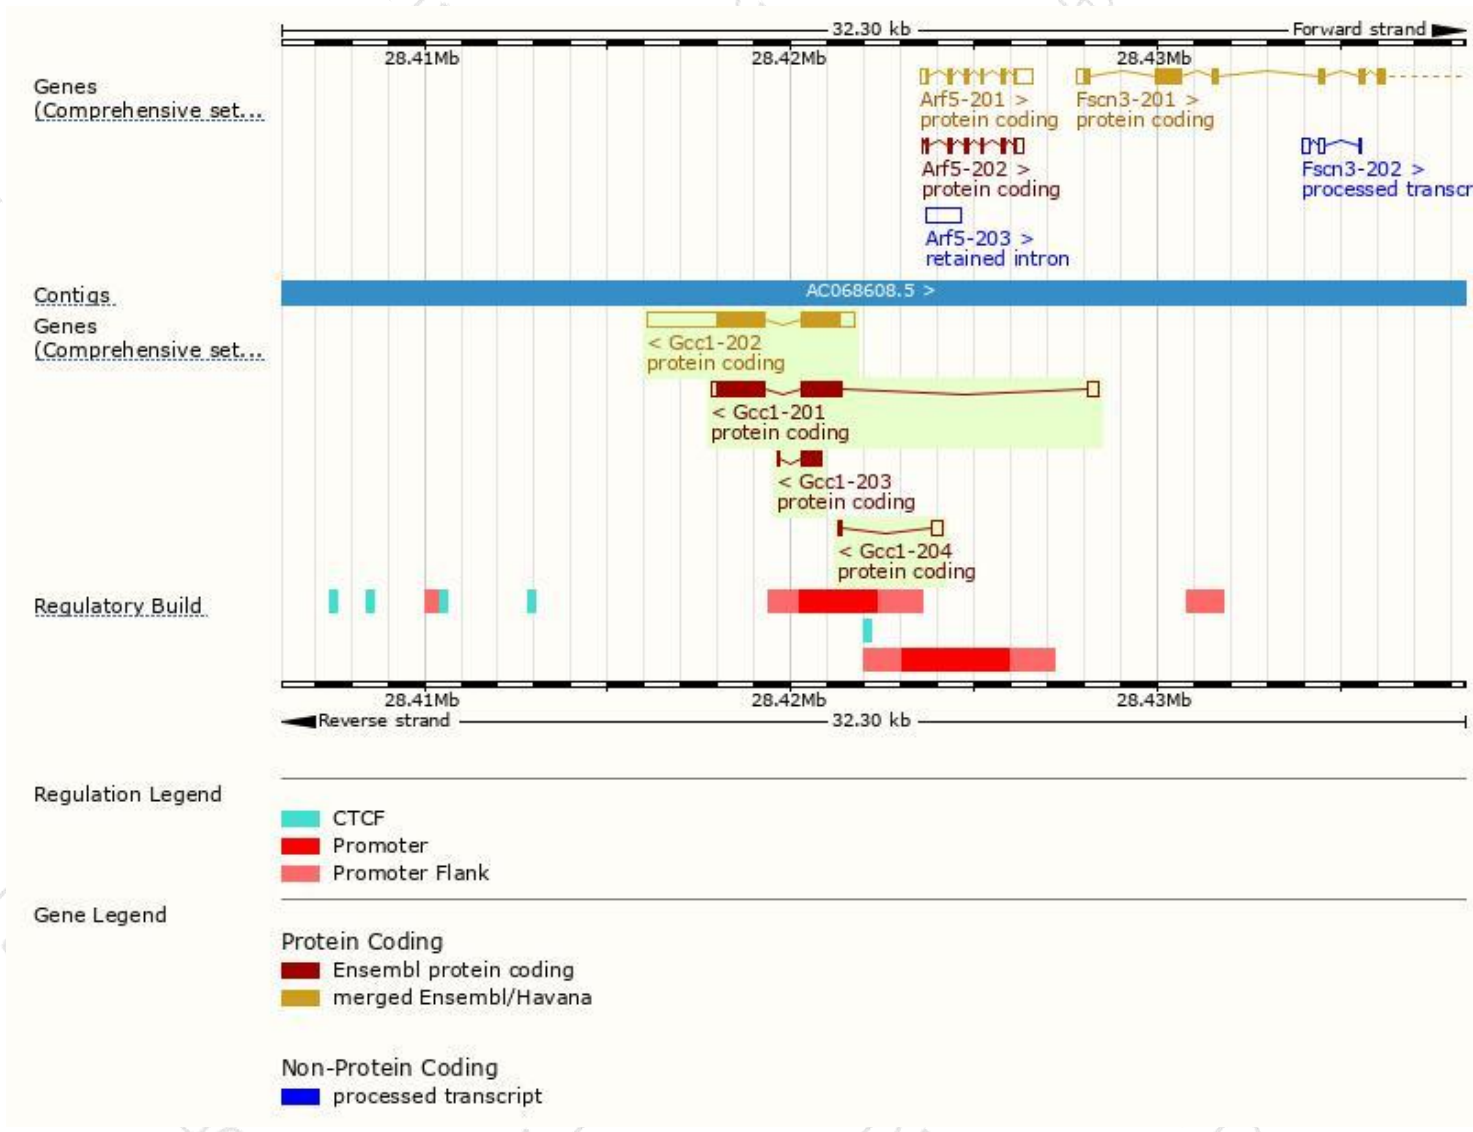 32.30 kb
Forward strand
28.41Mb 28.42Mb 28.43Mb
Genes
(Comprehensive set...
Arf5-201 >
protein coding
Fscn3-201 >
protein coding
Arf5-202 >
protein coding
Fscn3-202 >
processed transcr
Arf5-203 >
retained intron
Contigs
AC068608.5 >
Genes
(Comprehensive set...
< Gcc1-202
protein coding
< Gcc1-201
protein coding
< Gcc1-203
protein coding
< Gcc1-204
protein coding
Regulatory Build
28.41Mb 28.42Mb 28.43Mb
Reverse strand
32.30 kb
Regulation Legend
CTCF
Promoter
Promoter Flank
Gene Legend
Protein Coding
Ensembl protein coding
merged Ensembl/Havana
Non-Protein Coding
processed transcript